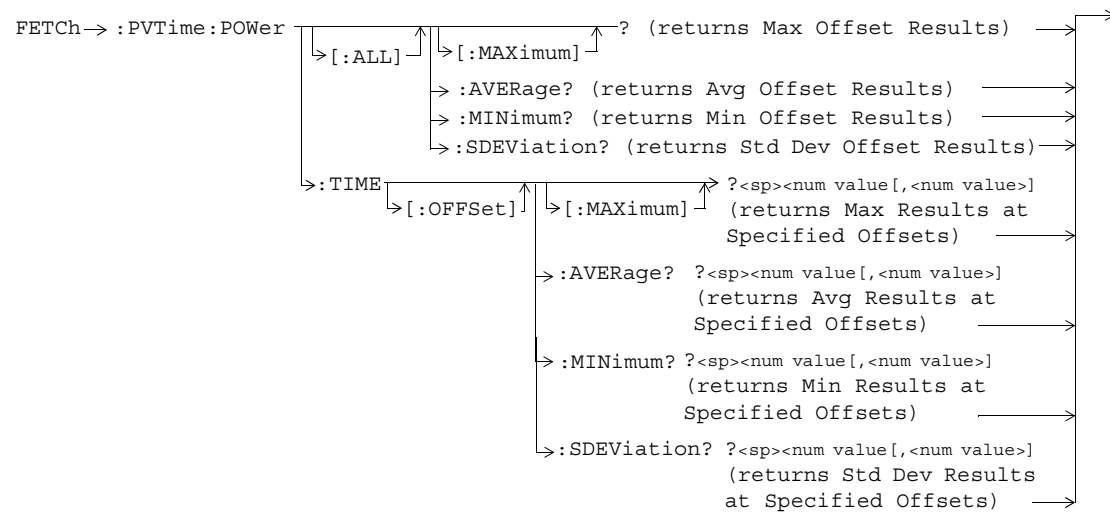 FETCh :PVTime:POWer ? (returns Max Offset Results)
[:ALL] [:MAXimum]
:AVERage? (returns Avg Offset Results)
:MINimum? (returns Min Offset Results)
:SDEViation? (returns Std Dev Offset Results)
:TIME ?<sp><num value[,<num value>]
[:OFFSet] [:MAXimum] (returns Max Results at
Specified Offsets)
:AVERage? ?<sp><num value[,<num value>]
(returns Avg Results at
Specified Offsets)
:MINimum? ?<sp><num value[,<num value>]
(returns Min Results at
Specified Offsets)
:SDEViation? ?<sp><num value[,<num value>]
(returns Std Dev Results
at Specified Offsets)